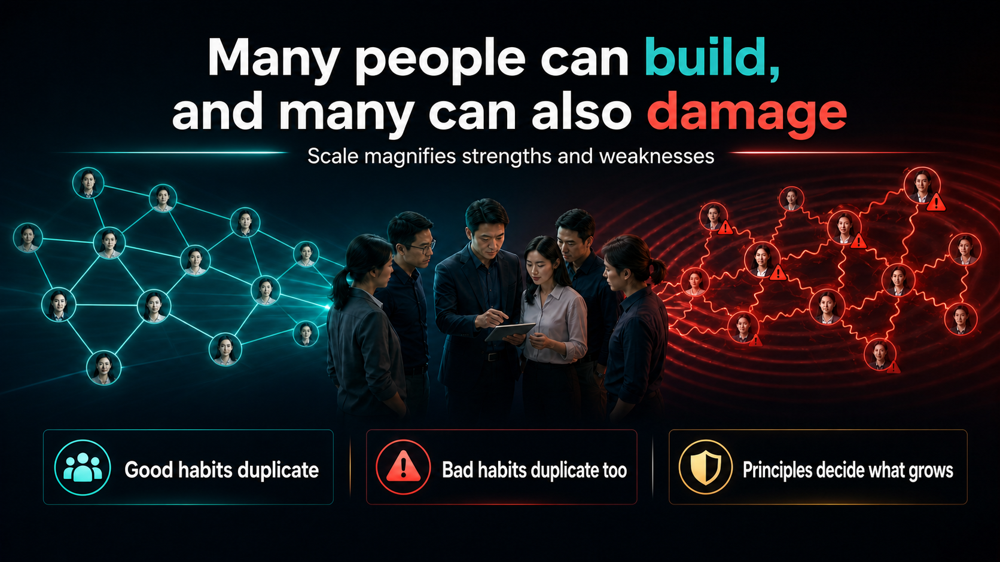 Many people can build,
and many can also damage
Scale magnifies strengths and weaknesses
Good habits duplicate
Bad habits duplicate too
Principles decide what grows